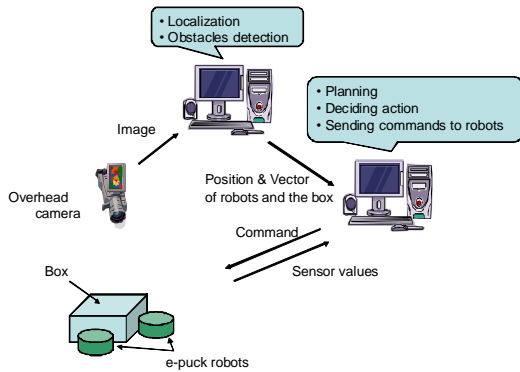 • Localization
• Obstacles detection
• Planning
• Deciding action
• Sending commands to robots
Image
Overhead
camera
Position & Vector
of robots and the box
Command
Sensor values
Box
e-puck robots